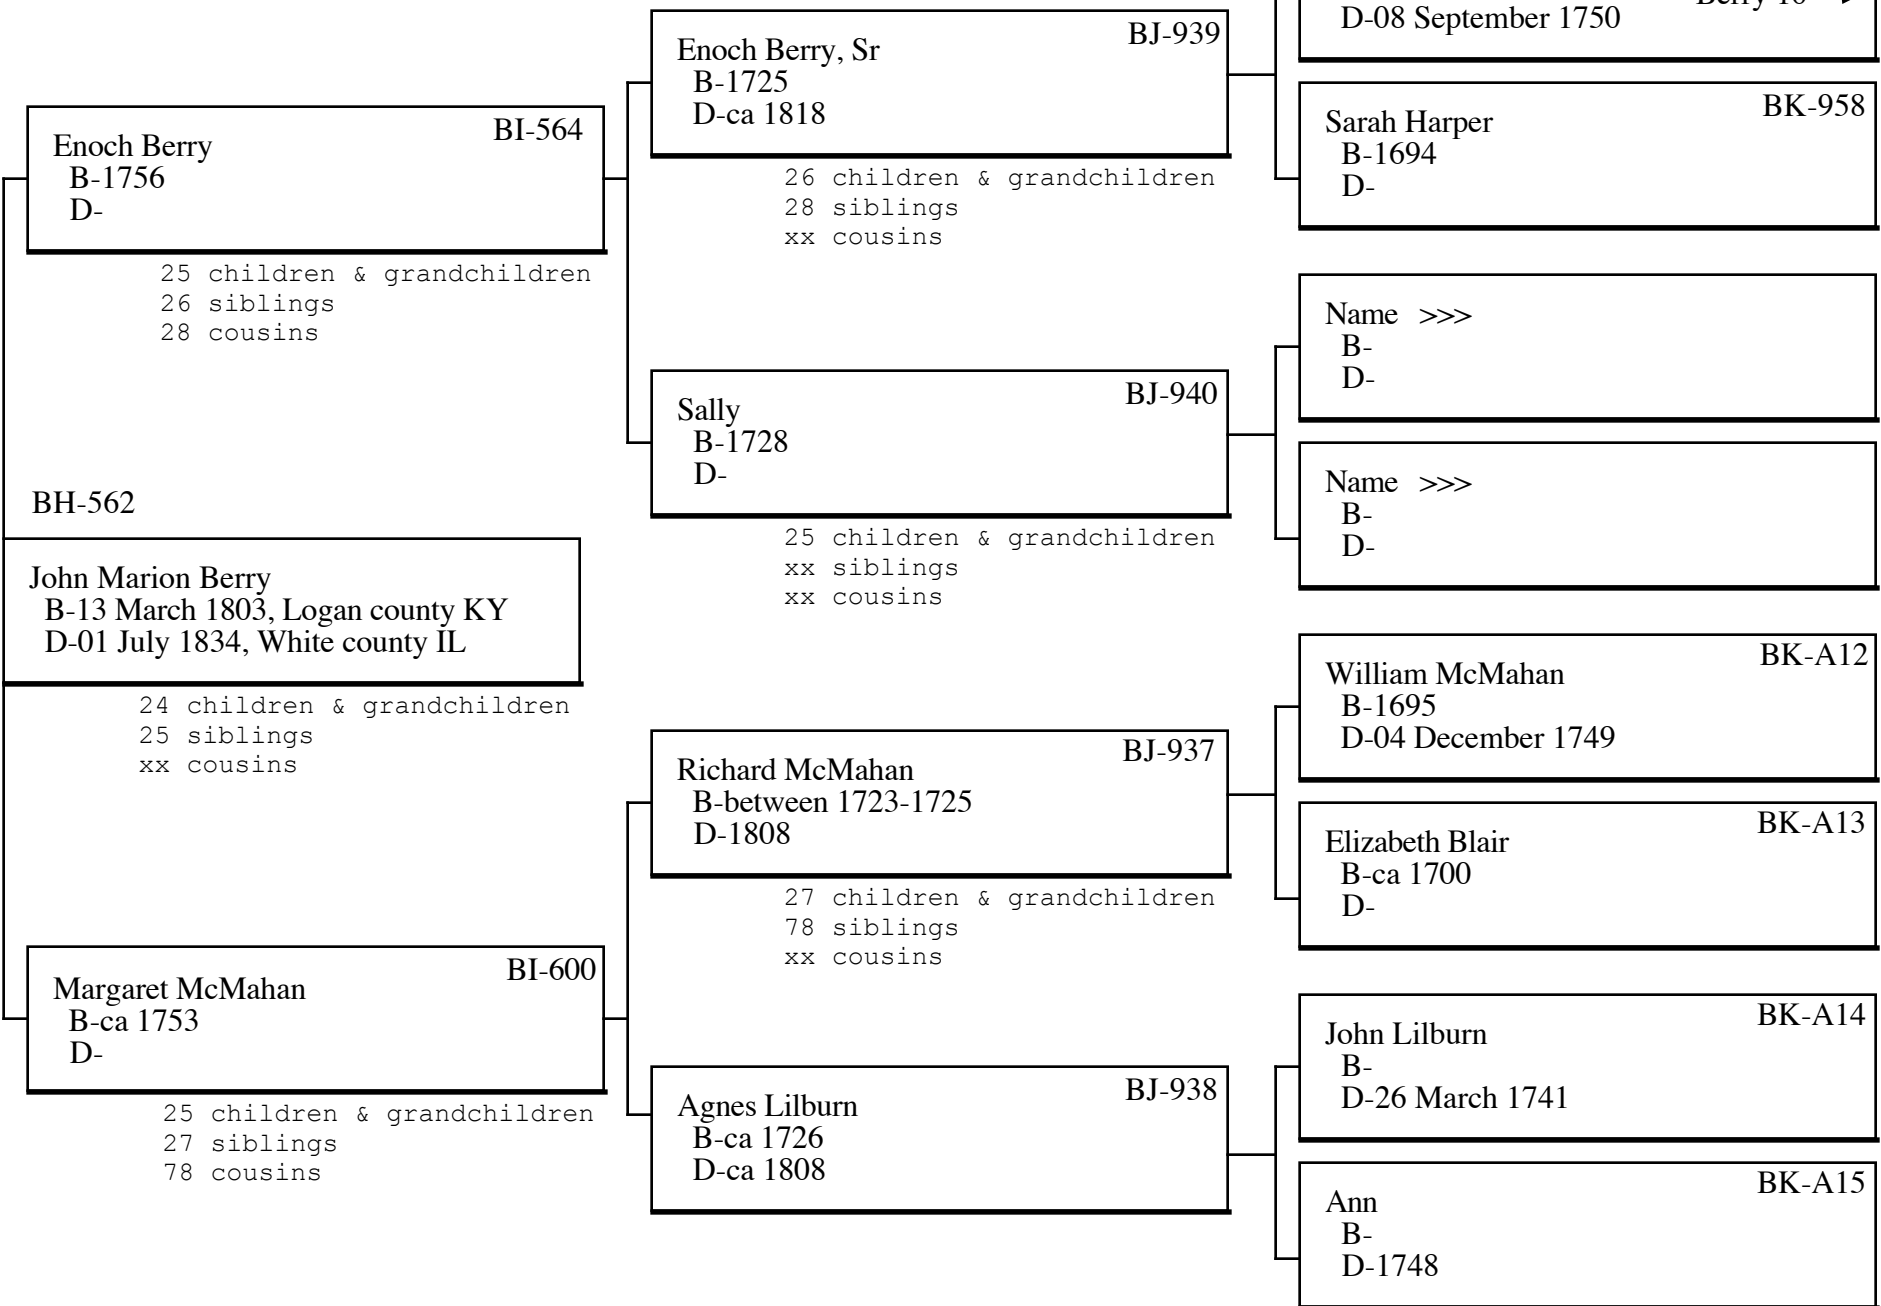 D-08 September 1750
Enoch Berry, Sr BJ-939
B-1725
D-ca 1818
26 children & grandchildren
28 siblings
xx cousins
Sarah Harper BK-958
B-1694
D-
Enoch Berry BI-564
B-1756
D-
25 children & grandchildren
26 siblings
28 cousins
Name >>>
B-
D-
Sally BJ-940
B-1728
D-
25 children & grandchildren
xx siblings
xx cousins
Name >>>
B-
D-
BH-562
John Marion Berry
B-13 March 1803, Logan county KY
D-01 July 1834, White county IL
24 children & grandchildren
25 siblings
xx cousins
William McMahan BK-A12
B-1695
D-04 December 1749
Richard McMahan BJ-937
B-between 1723-1725
D-1808
27 children & grandchildren
78 siblings
xx cousins
Elizabeth Blair BK-A13
B-ca 1700
D-
Margaret McMahan BI-600
B-ca 1753
D-
25 children & grandchildren
27 siblings
78 cousins
John Lilburn BK-A14
B-
D-26 March 1741
Agnes Lilburn BJ-938
B-ca 1726
D-ca 1808
Ann BK-A15
B-
D-1748